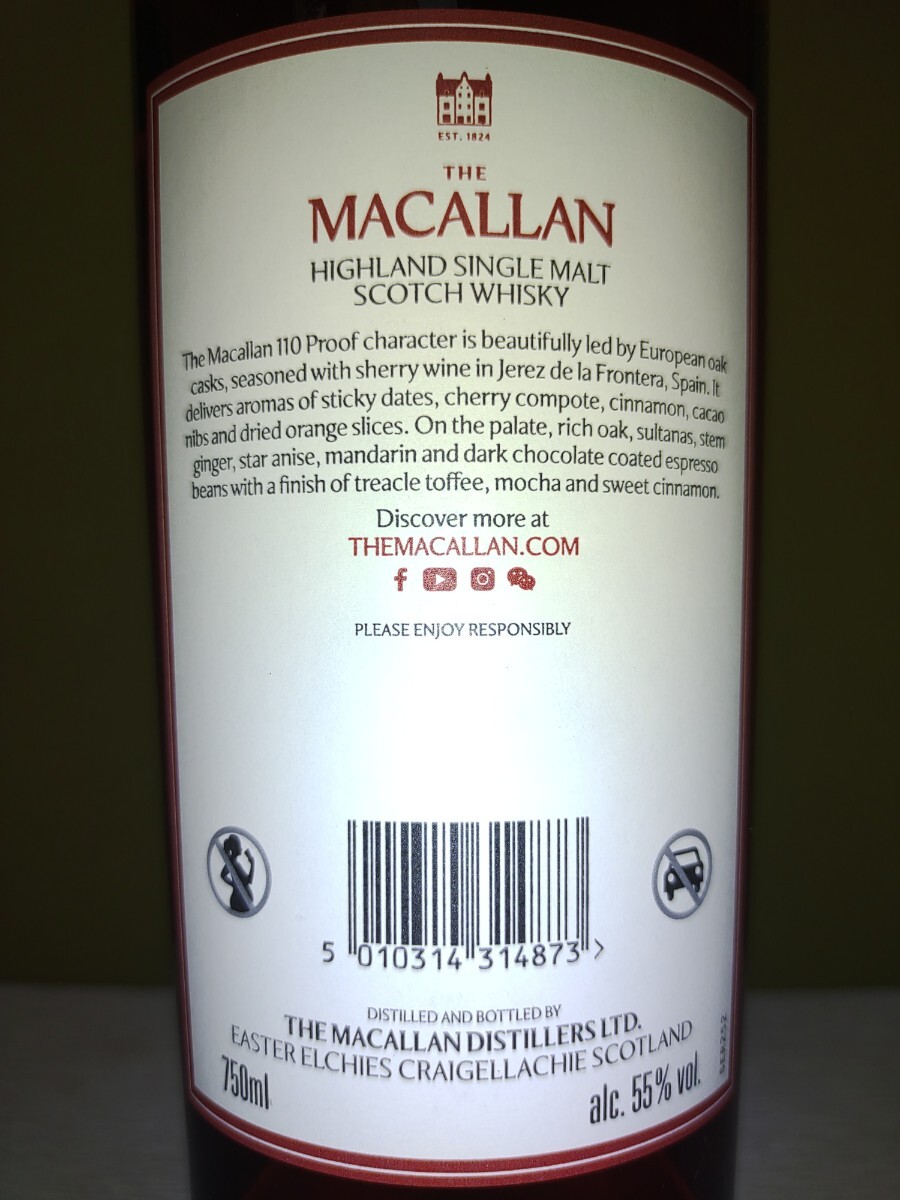 EST. 1824
THE
MACALLAN
HIGHLAND SINGLE MALT
SCOTCH WHISKY
The Macallan 110 Proof character is beautifully led by European oak
casks, seasoned with sherry wine in Jerez de la Frontera, Spain. It
delivers aromas of sticky dates, cherry compote, cinnamon, cacao
nibs and dried orange slices. On the palate, rich oak, sultanas, stem
ginger, star anise, mandarin and dark chocolate coated espresso
beans with a finish of treacle toffee, mocha and sweet cinnamon.
Discover more at
THEMACALLAN.COM
PLEASE ENJOY RESPONSIBLY
5 010314 314873 >
DISTILLED AND BOTTLED BY
THE MACALLAN DISTILLERS LTD.
EASTER ELCHIES CRAIGELLACHIE SCOTLAND
750ml
alc. 55% vol.